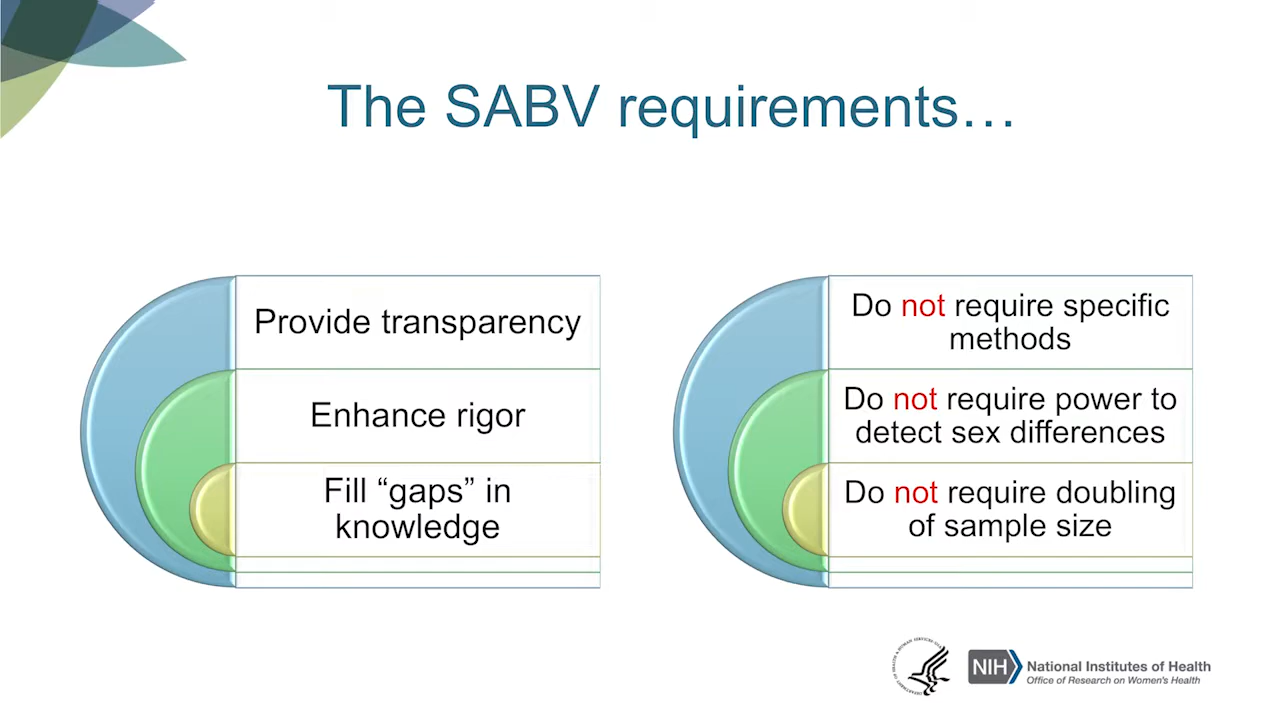 The SABV requirements…
Provide transparency
Enhance rigor
Fill “gaps” in
knowledge
Do not require specific
methods
Do not require power to
detect sex differences
Do not require doubling
of sample size
NIH
National Institutes of Health
Office of Research on Women's Health